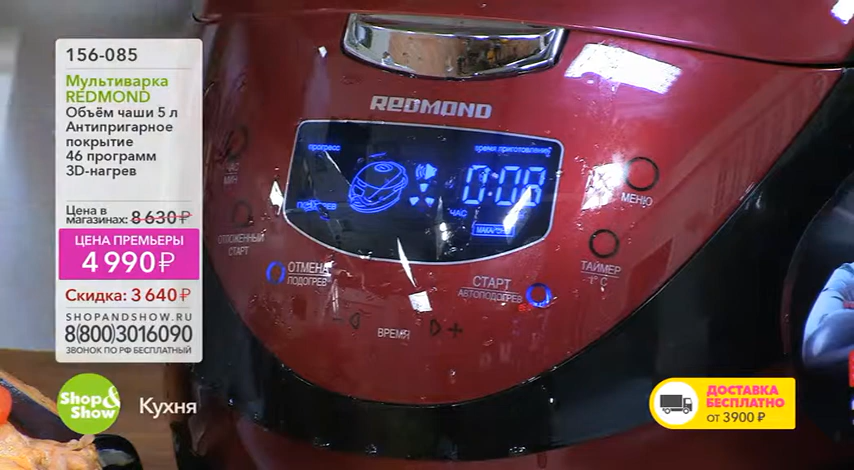 156-085
Мультиварка
REDMOND
Объём чаши 5 л
Антипригарное
покрытие
46 программ
3D-нагрев
Цена в
магазинах: 8 630 ₽
ЦЕНА ПРЕМЬЕРЫ
4 990 ₽
Скидка: 3 640 ₽
SHOPANDSHOW.RU
8(800)3016090
ЗВОНОК ПО РФ БЕСПЛАТНЫЙ
Shop&
Show
Кухня
REDMOND
прогресс
время приготовления
0:08
ЧАС
МИН
ОТЛОЖЕННЫЙ
СТАРТ
ОТМЕНА
ПОДОГРЕВ
СТАРТ
АВТОПОДОГРЕВ
− ВРЕМЯ +
МЕНЮ
ТАЙМЕР
t°C
ДОСТАВКА
БЕСПЛАТНО
от 3900 ₽